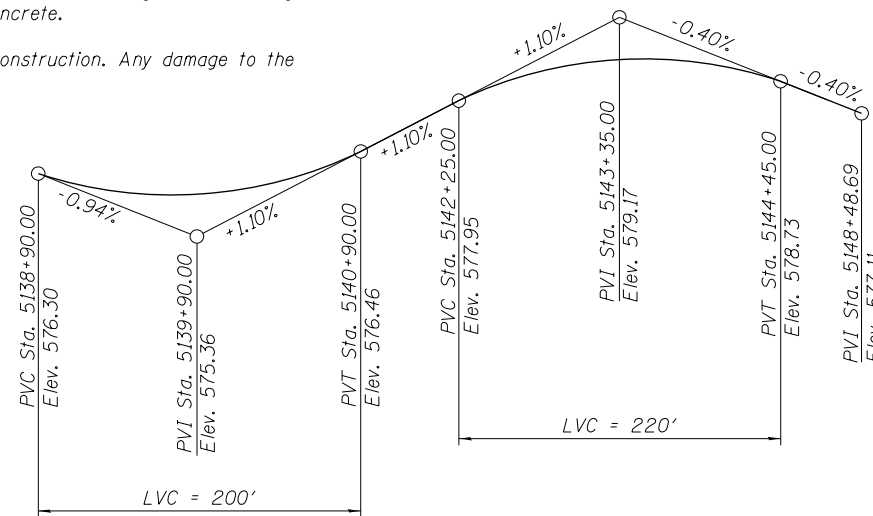 ncrete.
onstruction. Any damage to the
-0.94%
+1.10%
+1.10%
+1.10%
-0.40%
-0.40%
PVC Sta. 5138+90.00
Elev. 576.30
PVI Sta. 5139+90.00
Elev. 575.36
PVT Sta. 5140+90.00
Elev. 576.46
PVC Sta. 5142+25.00
Elev. 577.95
PVI Sta. 5143+35.00
Elev. 579.17
PVT Sta. 5144+45.00
Elev. 578.73
PVI Sta. 5148+48.69
Elev. 577.11
LVC = 220'
LVC = 200'